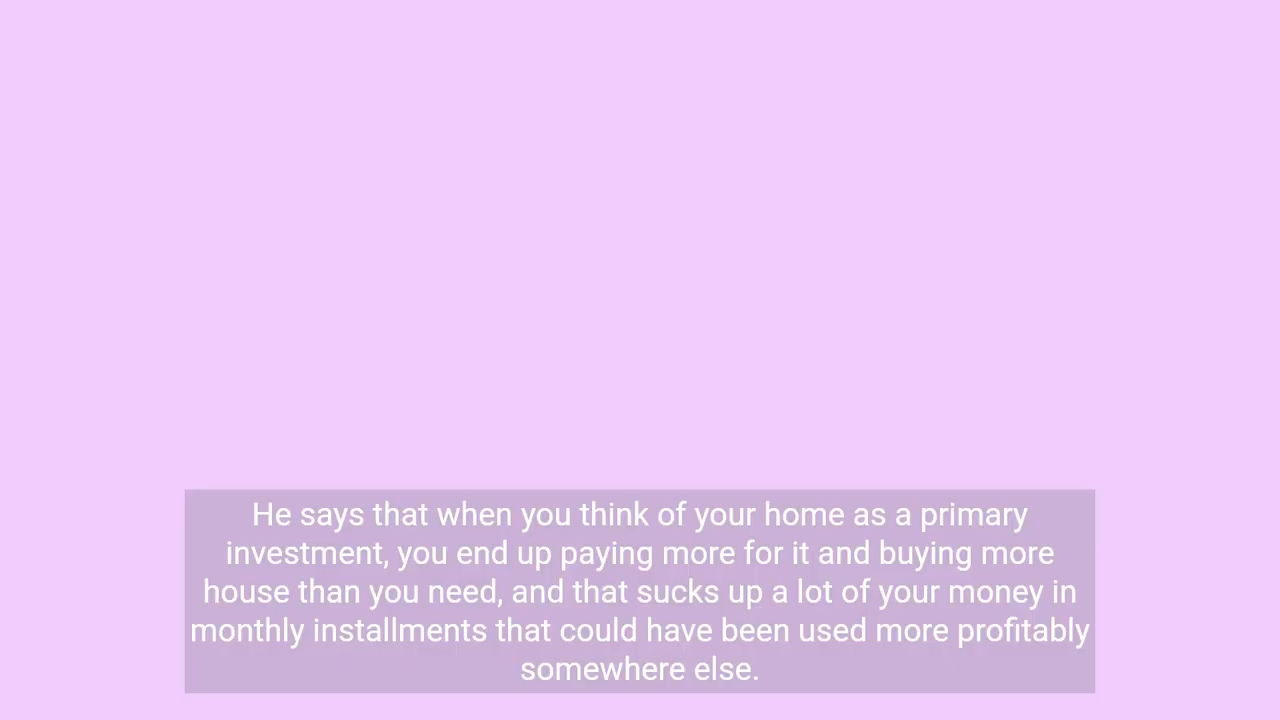 He says that when you think of your home as a primary
investment, you end up paying more for it and buying more
house than you need, and that sucks up a lot of your money in
monthly installments that could have been used more profitably
somewhere else.